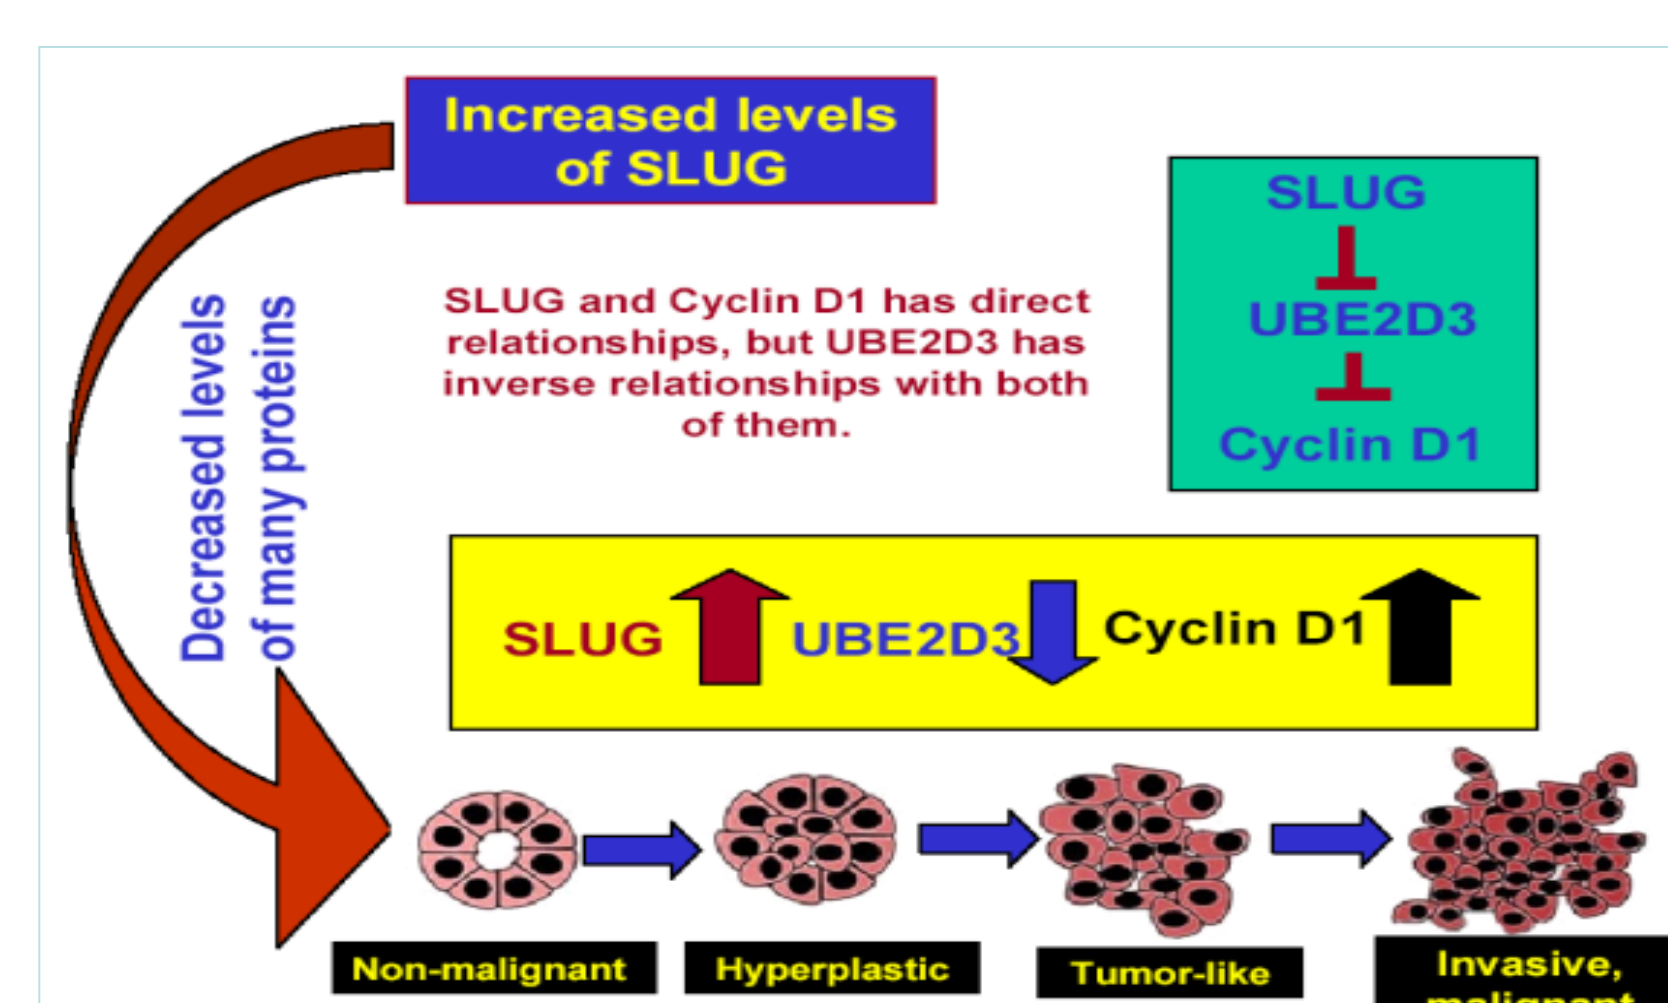 Increased levels
of SLUG
SLUG
UBE2D3
Cyclin D1
SLUG and Cyclin D1 has direct
relationships, but UBE2D3 has
inverse relationships with both
of them.
Decreased levels
of many proteins
SLUG UBE2D3 Cyclin D1
Non-malignant
Hyperplastic
Tumor-like
Invasive,
malignant